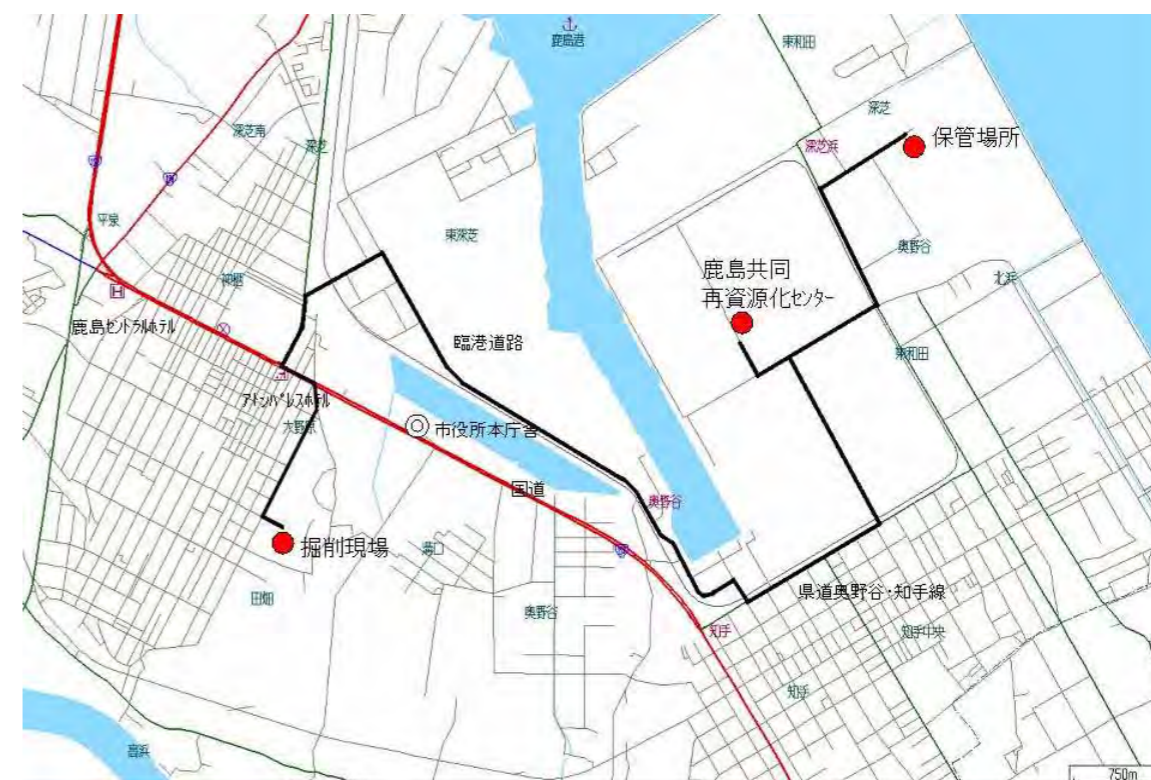 鹿島港
東和田
深芝
保管場所
深芝浜
深芝南
深芝
平泉
東深芝
奥野谷
北浜
神栖
鹿島共同
再資源化センター
鹿島セントラルホテル
臨港道路
東和田
アトンパレスホテル
大野原
市役所本庁舎
国道
奥野谷
掘削現場
溝口
田畑
県道奥野谷・知手線
奥野谷
知手
知手中央
知手
高浜
750m